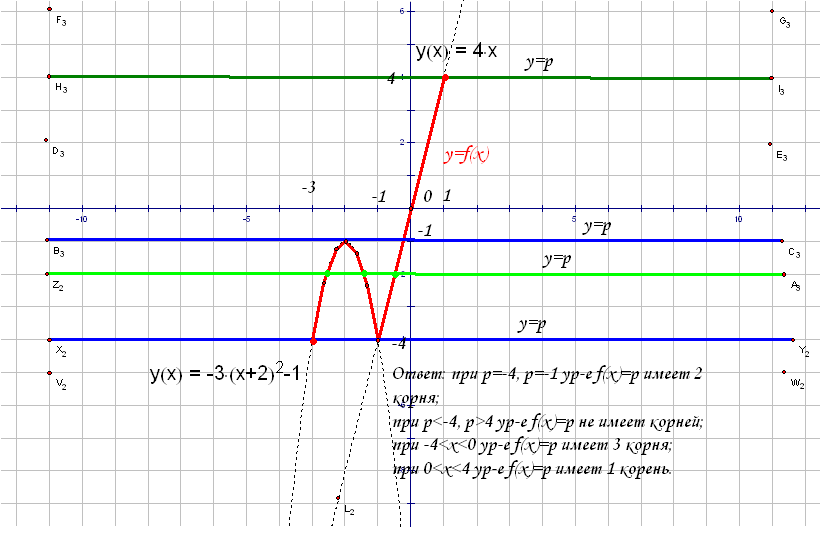 F₃
6
G₃
y(x) = 4·x
y=p
4
H₃
I₃
D₃
2
E₃
y=f(x)
-3
-1
0
1
-10
-5
5
10
-1
y=p
B₃
C₃
y=p
Z₂
-2
A₃
y=p
-4
X₂
Y₂
V₂
y(x) = -3·(x+2)²-1
W₂
Ответ: при p=-4, p=-1 ур-е f(x)=p имеет 2
корня;
при p<-4, p>4 ур-е f(x)=p не имеет корней;
при -4<x<0 ур-е f(x)=p имеет 3 корня;
при 0<x<4 ур-е f(x)=p имеет 1 корень.
L₂